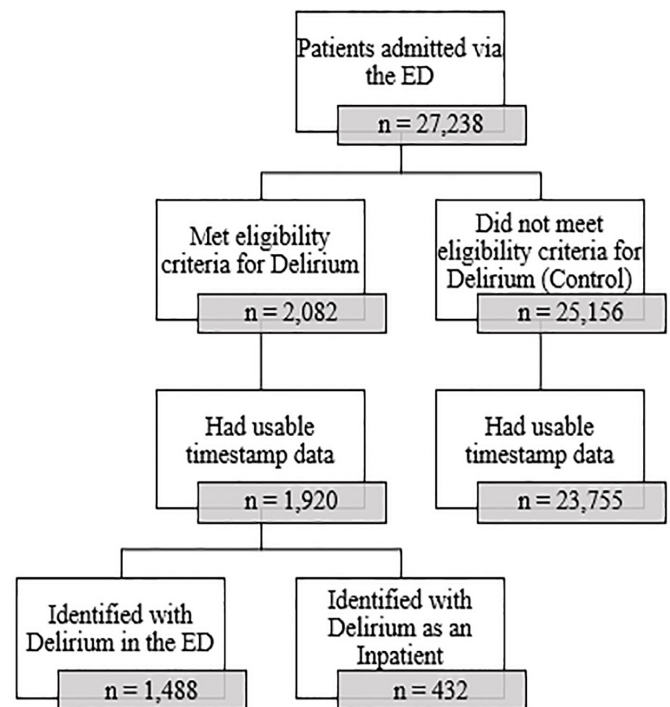 Patients admitted via
the ED
n = 27,238
Met eligibility
criteria for Delirium
n = 2,082
Did not meet
eligibility criteria for
Delirium (Control)
n = 25,156
Had usable
timestamp data
n = 1,920
Had usable
timestamp data
n = 23,755
Identified with
Delirium in the ED
n = 1,488
Identified with
Delirium as an
Inpatient
n = 432